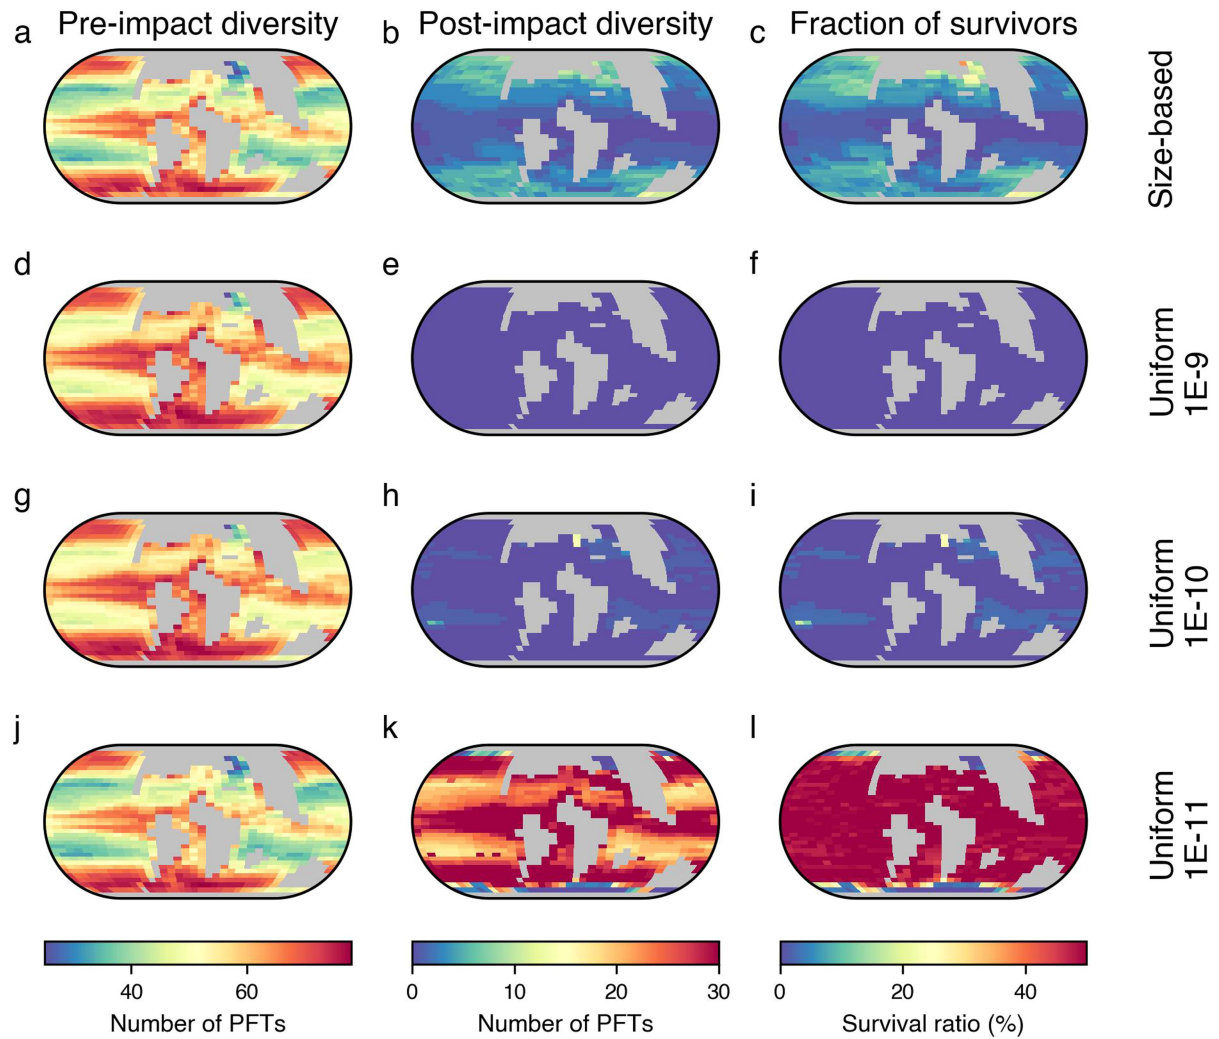 a Pre-impact diversity b Post-impact diversity c Fraction of survivors
Size-based
d e f
Uniform
1E-9
g h i
Uniform
1E-10
j k l
Uniform
1E-11
40 60 0 10 20 30 0 20 40
Number of PFTs Number of PFTs Survival ratio (%)